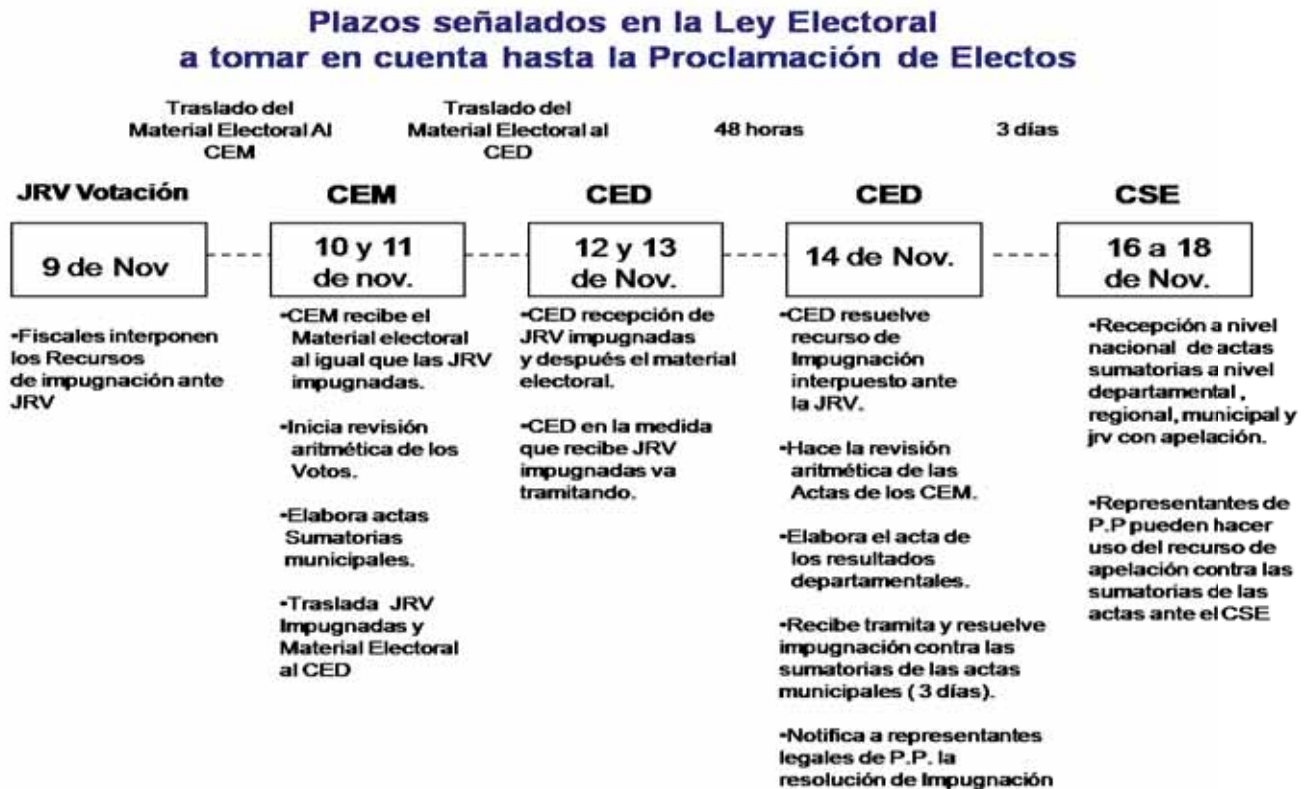 Plazos señalados en la Ley Electoral
a tomar en cuenta hasta la Proclamación de Electos
Traslado del
Material Electoral Al
CEM
Traslado del
Material Electoral al
CED
48 horas
3 días
JRV Votación
9 de Nov
•Fiscales interponen
los Recursos
de impugnación ante
JRV
CEM
10 y 11
de nov.
•CEM recibe el
Material electoral
al igual que las JRV
impugnadas.
•Inicia revisión
aritmética de los
Votos.
•Elabora actas
Sumatorias
municipales.
•Traslada JRV
Impugnadas y
Material Electoral
al CED
CED
12 y 13
de Nov.
•CED recepción de
JRV impugnadas
y después el material
electoral.
•CED en la medida
que recibe JRV
impugnadas va
tramitando.
CED
14 de Nov.
•CED resuelve
recurso de
Impugnación
interpuesto ante
la JRV.
•Hace la revisión
aritmética de las
Actas de los CEM.
•Elabora el acta de
los resultados
departamentales.
•Recibe tramita y resuelve
impugnación contra las
sumatorias de las actas
municipales ( 3 días).
•Notifica a representantes
legales de P.P. la
resolución de Impugnación
CSE
16 a 18
de Nov.
•Recepción a nivel
nacional de actas
sumatorias a nivel
departamental ,
regional, municipal y
jrv con apelación.
•Representantes de
P.P pueden hacer
uso del recurso de
apelación contra las
sumatorias de las
actas ante el CSE